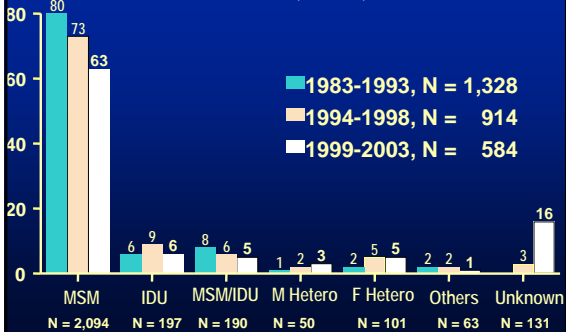 80
73
63
80
60
40
20
0
1983-1993, N = 1,328
1994-1998, N = 914
1999-2003, N = 584
6 9 6
8 6 5
1 2 3
2 5 5
2 2 1
3 16
MSM IDU MSM/IDU M Hetero F Hetero Others Unknown
N = 2,094 N = 197 N = 190 N = 50 N = 101 N = 63 N = 131